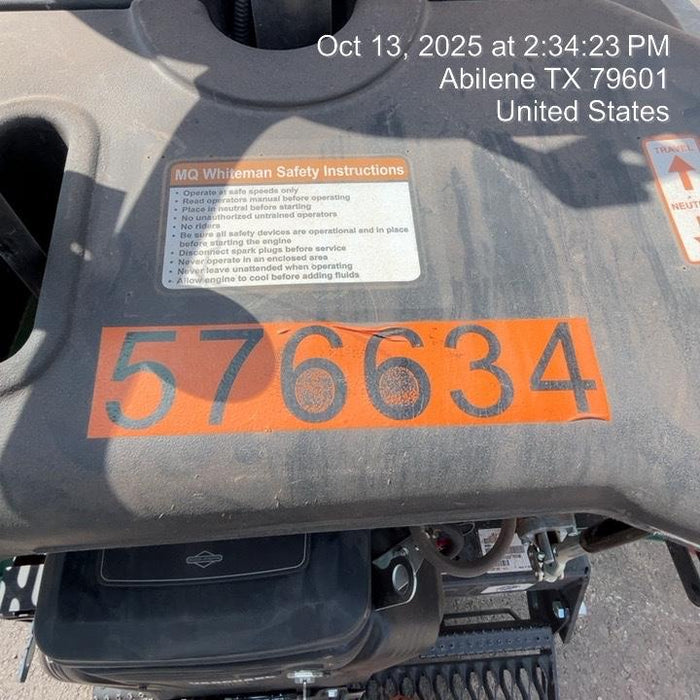 Oct 13, 2025 at 2:34:23 PM
Abilene TX 79601
United States
MQ Whiteman Safety Instructions
• Operate at safe speeds only
• Read operators manual before operating
• Place in neutral before starting
• No unauthorized untrained operators
• No riders
• Be sure all safety devices are operational and in place
before starting the engine
• Disconnect spark plugs before service
• Never operate in an enclosed area
• Never leave unattended when operating
• Allow engine to cool before adding fluids
TRAVEL
576634